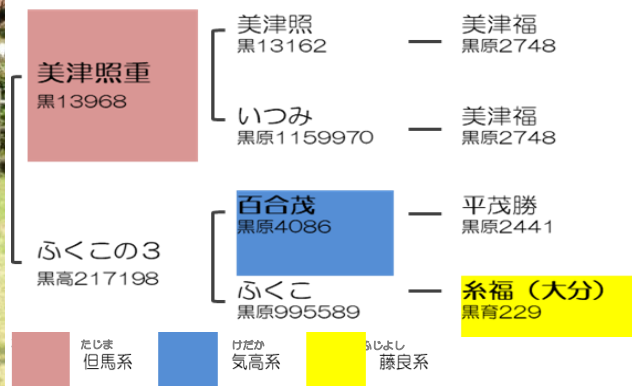 美津照重
黒13968
ふくこの3
黒高217198
美津照
黒13162
いつみ
黒原1159970
百合茂
黒原4086
ふくこ
黒原995589
美津福
黒原2748
美津福
黒原2748
平茂勝
黒原2441
糸福(大分)
黒育229
たじま
但馬系
けだか
気高系
ふじよし
藤良系